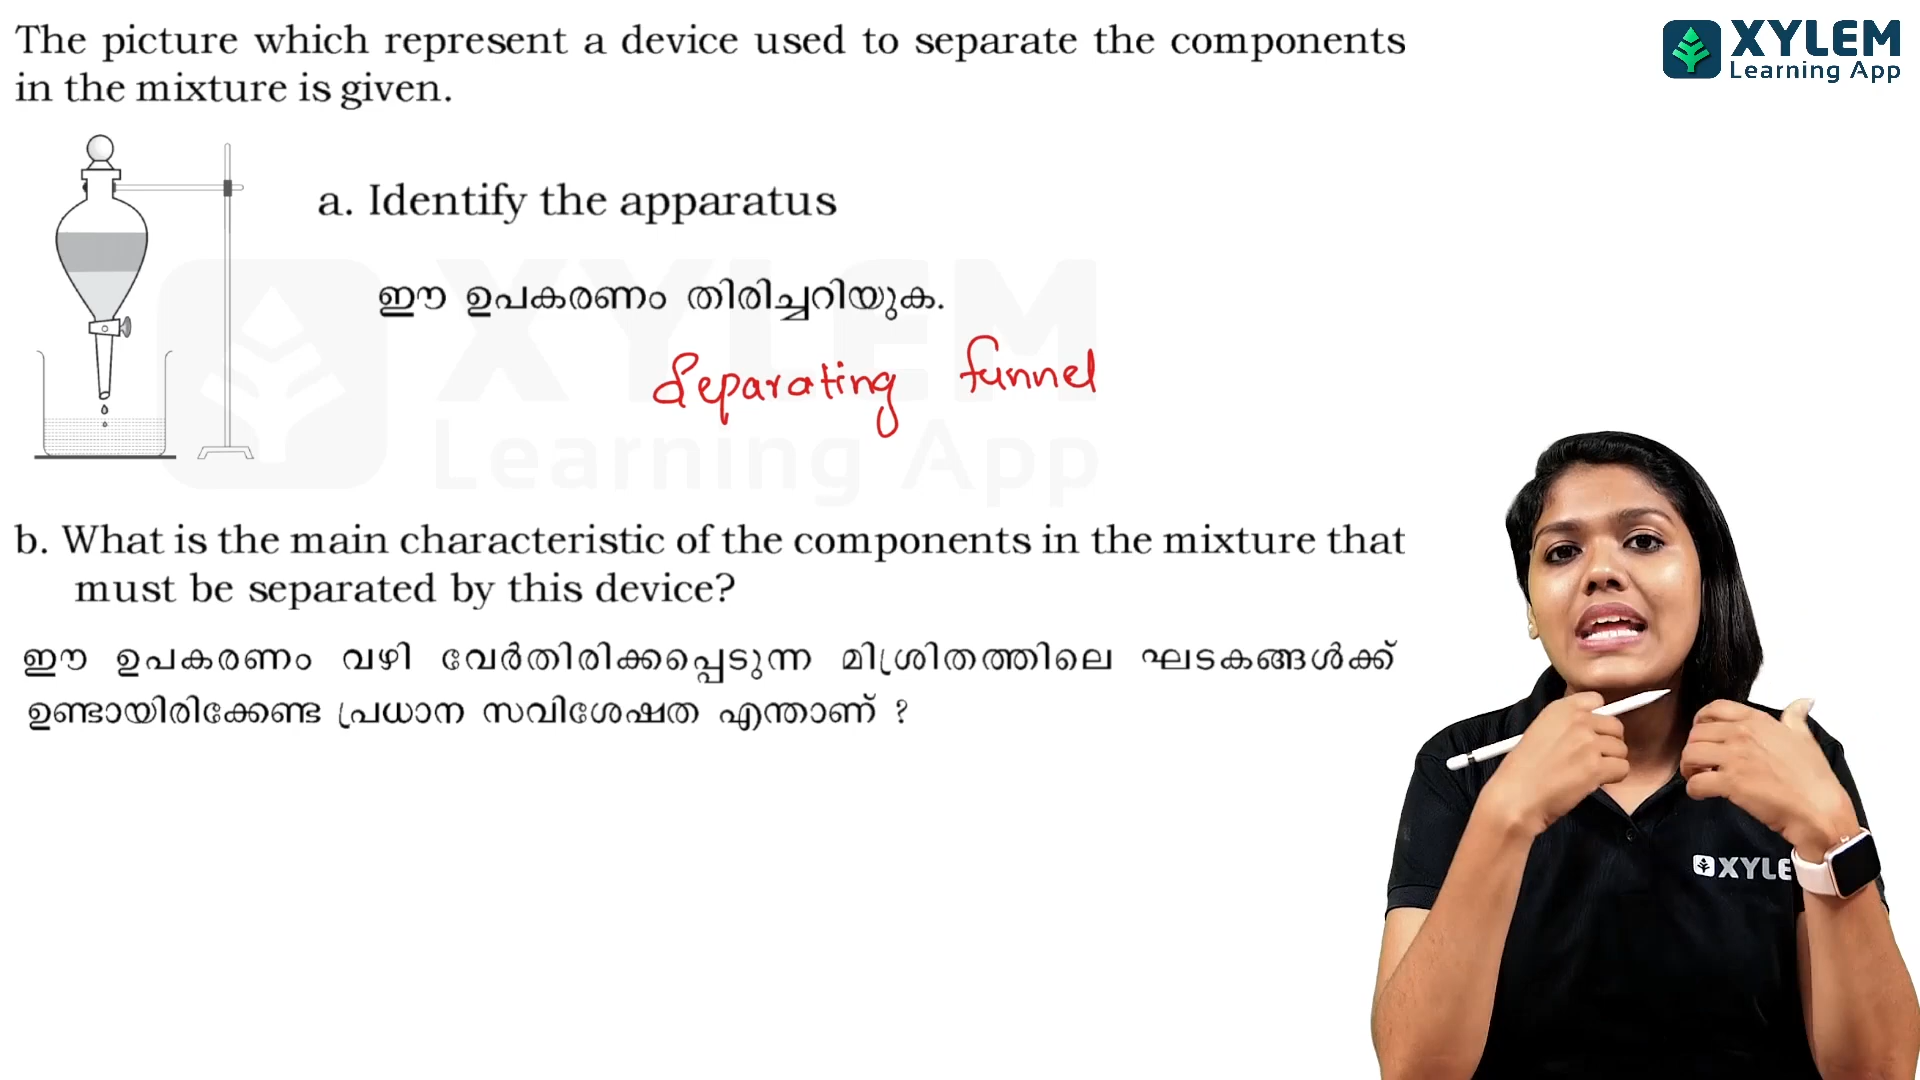 The picture which represent a device used to separate the components
in the mixture is given.
XYLEM
Learning App
a. Identify the apparatus
ഈ ഉപകരണം തിരിച്ചറിയുക.
Separating funnel
XYLEM
Learning App
b. What is the main characteristic of the components in the mixture that
must be separated by this device?
ഈ ഉപകരണം വഴി വേർതിരിക്കപ്പെടുന്ന മിശ്രിതത്തിലെ ഘടകങ്ങൾക്ക്
ഉണ്ടായിരിക്കേണ്ട പ്രധാന സവിശേഷത എന്താണ് ?
XYLE